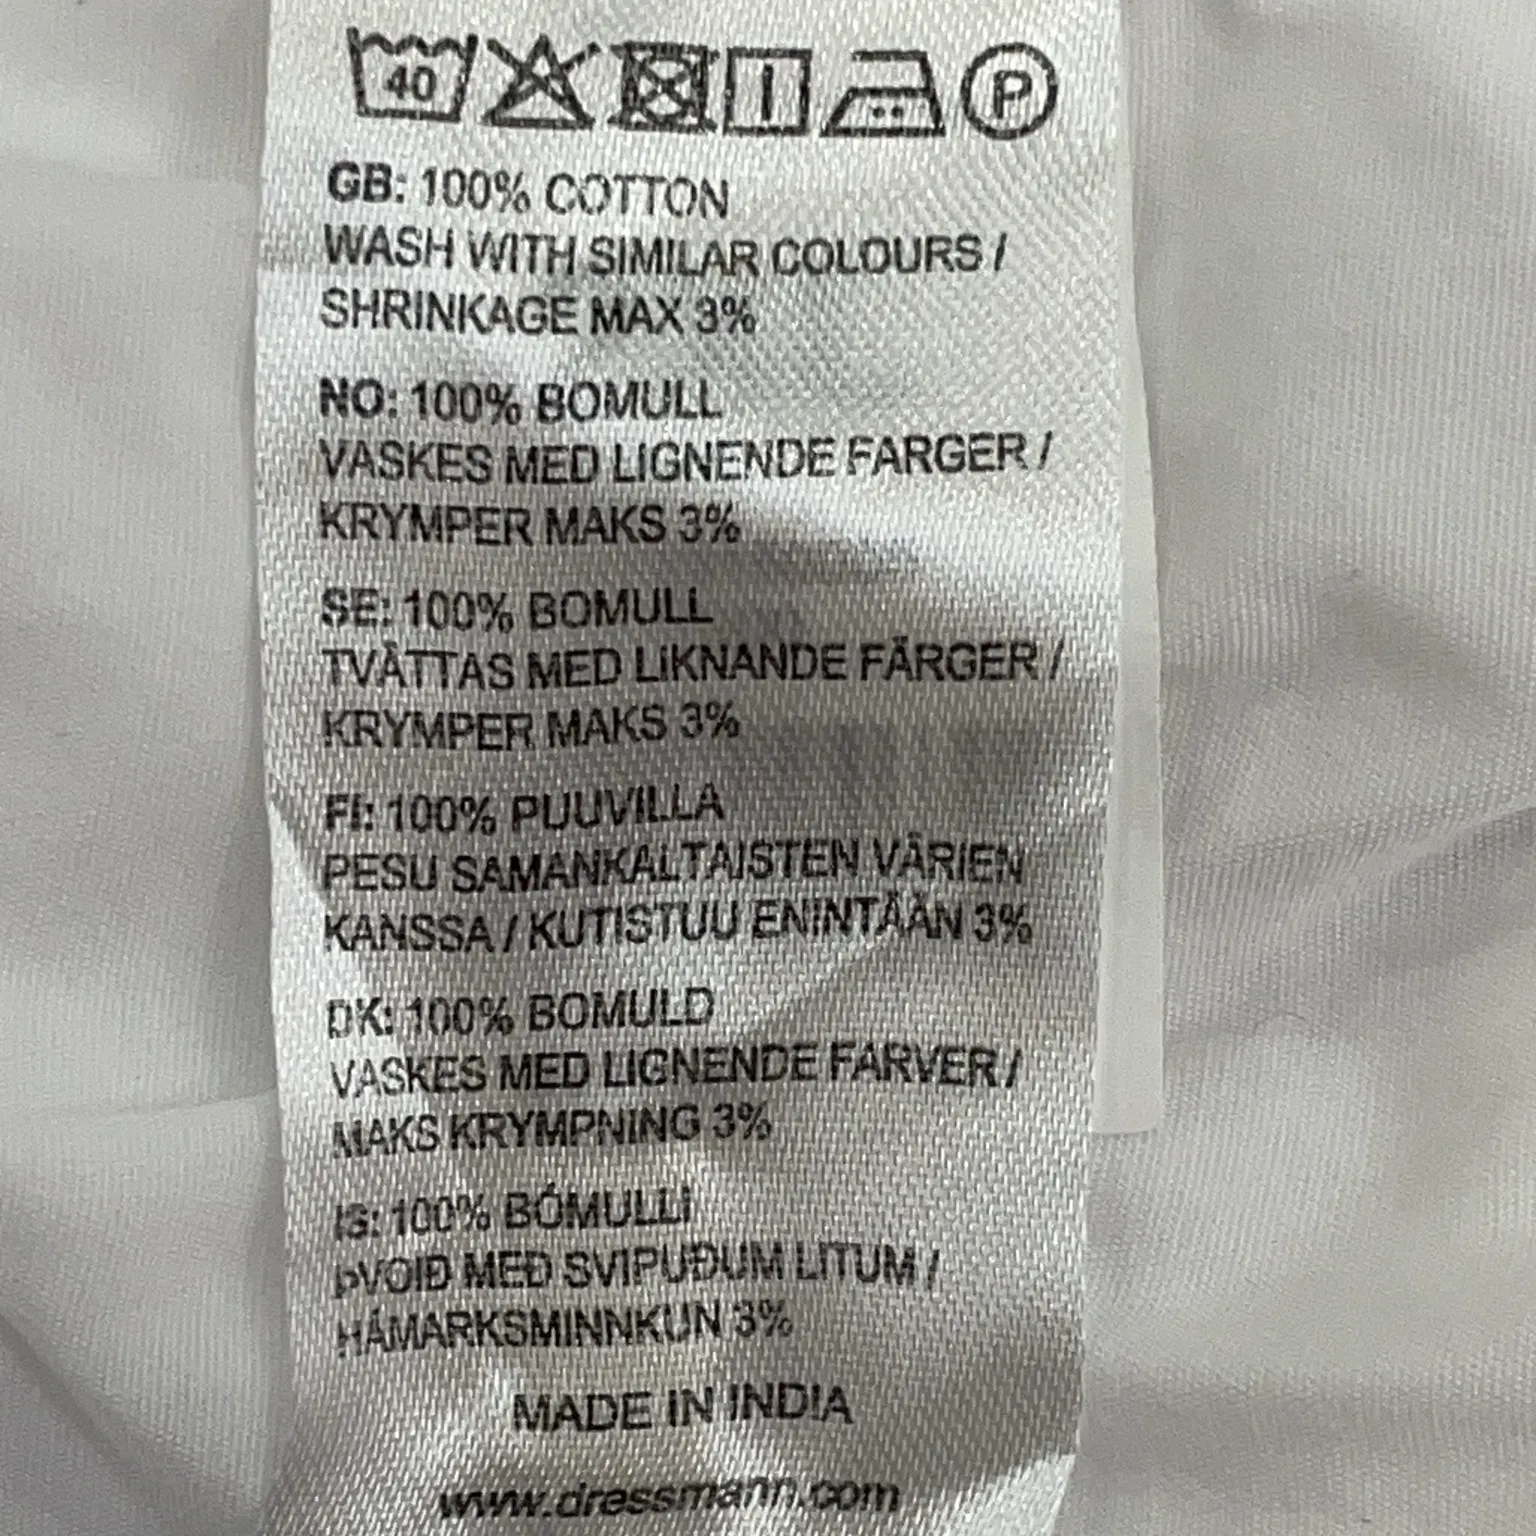 40 P
GB: 100% COTTON
WASH WITH SIMILAR COLOURS /
SHRINKAGE MAX 3%
NO: 100% BOMULL
VASKES MED LIGNENDE FARGER /
KRYMPER MAKS 3%
SE: 100% BOMULL
TVÄTTAS MED LIKNANDE FÄRGER /
KRYMPER MAKS 3%
FI: 100% PUUVILLA
PESU SAMANKALTAISTEN VÄRIEN
KANSSA / KUTISTUU ENINTÄÄN 3%
DK: 100% BOMULD
VASKES MED LIGNENDE FARVER /
MAKS KRYMPNING 3%
IS: 100% BÓMULLI
ÞVOIÐ MEÐ SVIPUÐUM LITUM /
HÁMARKSMINNKUN 3%
MADE IN INDIA
www.dressmann.com